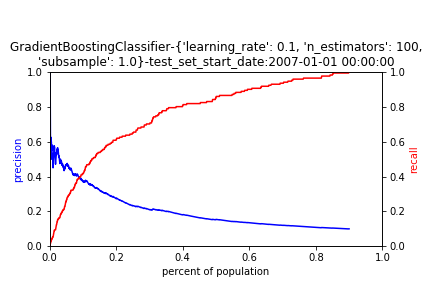 GradientBoostingClassifier-{'learning_rate': 0.1, 'n_estimators': 100,
'subsample': 1.0}-test_set_start_date:2007-01-01 00:00:00
1.0 1.0
0.8 0.8
0.6 0.6
precision recall
0.4 0.4
0.2 0.2
0.0 0.0
0.0 0.2 0.4 0.6 0.8 1.0
percent of population